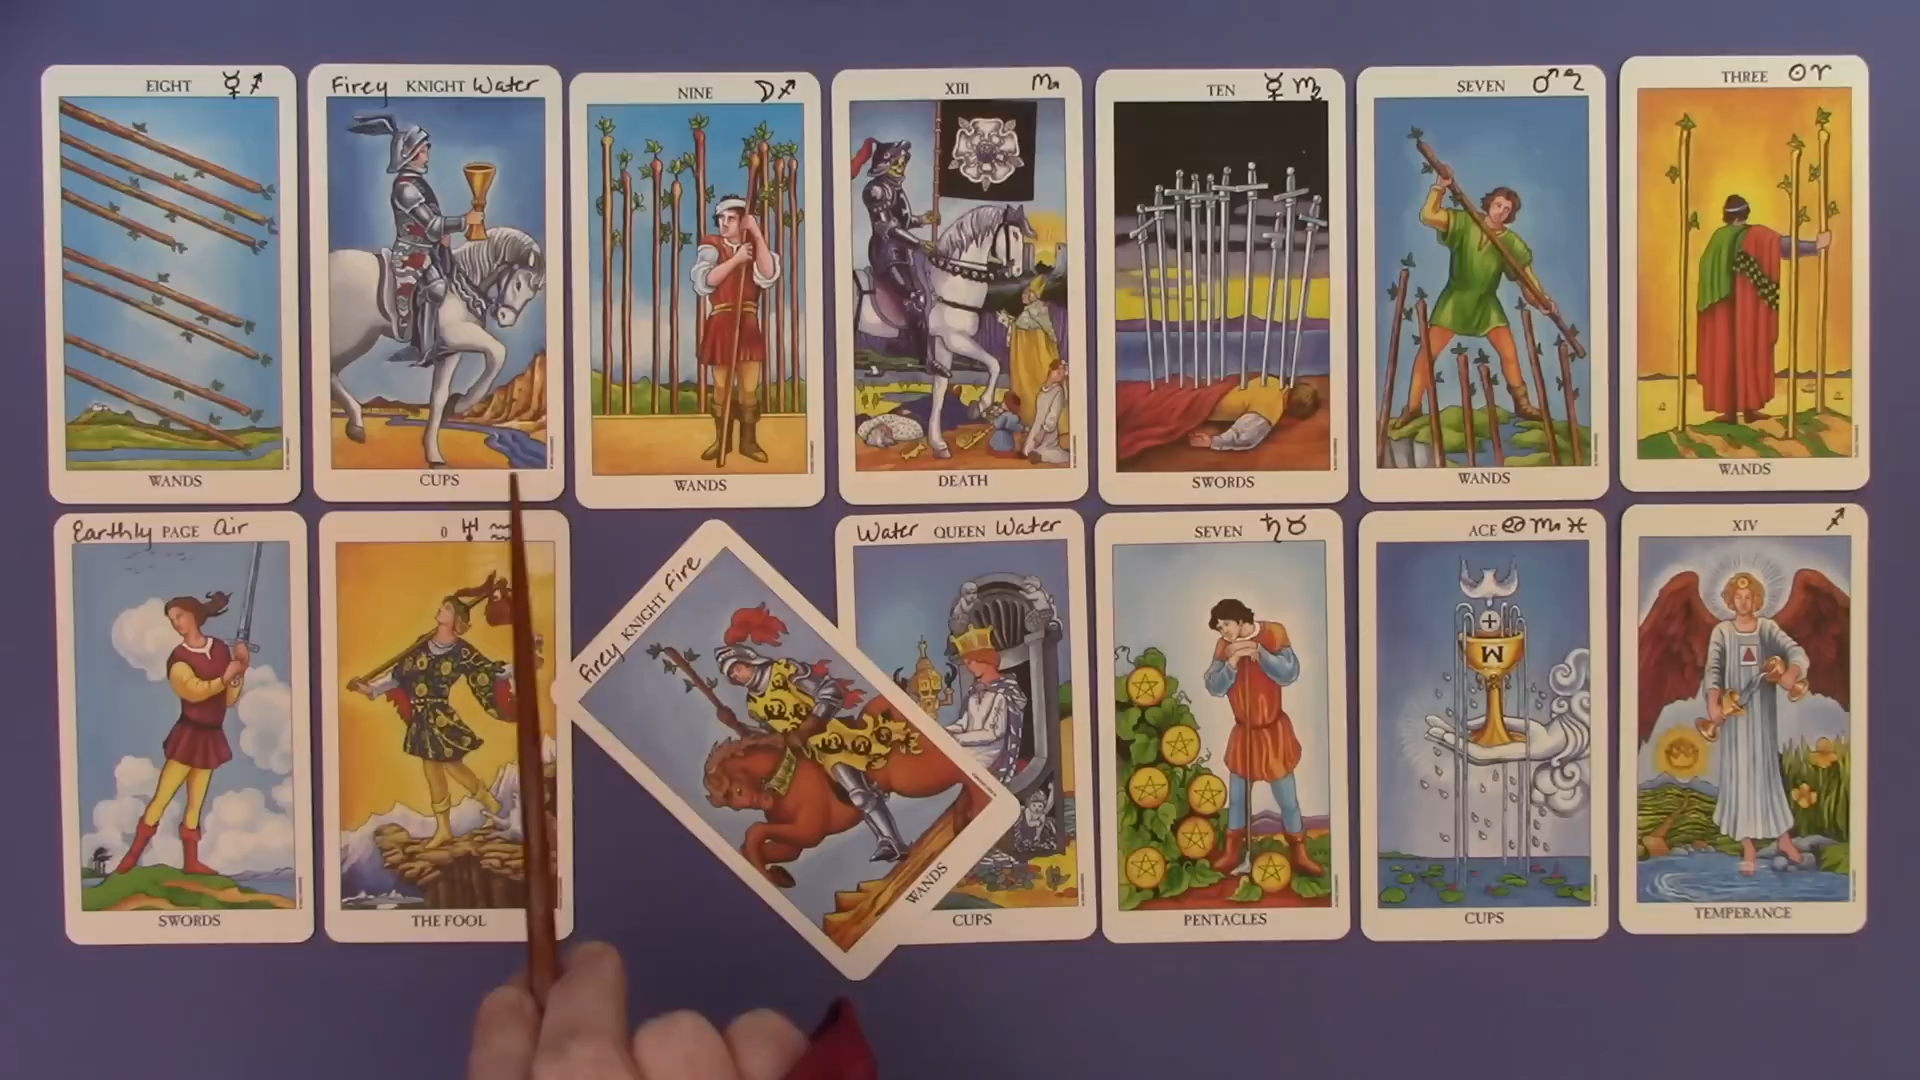 EIGHT ☿ ♐
WANDS
Firey KNIGHT Water
CUPS
NINE ☽ ♐
WANDS
XIII ♏
DEATH
TEN ☿ ♏
SWORDS
SEVEN ♂ ♌
WANDS
THREE ☉ ♈
WANDS
Earthly PAGE Air
SWORDS
0 ♅ ♒
THE FOOL
Firey KNIGHT Fire
WANDS
Water QUEEN Water
CUPS
SEVEN ♄ ♉
PENTACLES
ACE ♋ ♏ ♓
CUPS
XIV ♐
TEMPERANCE